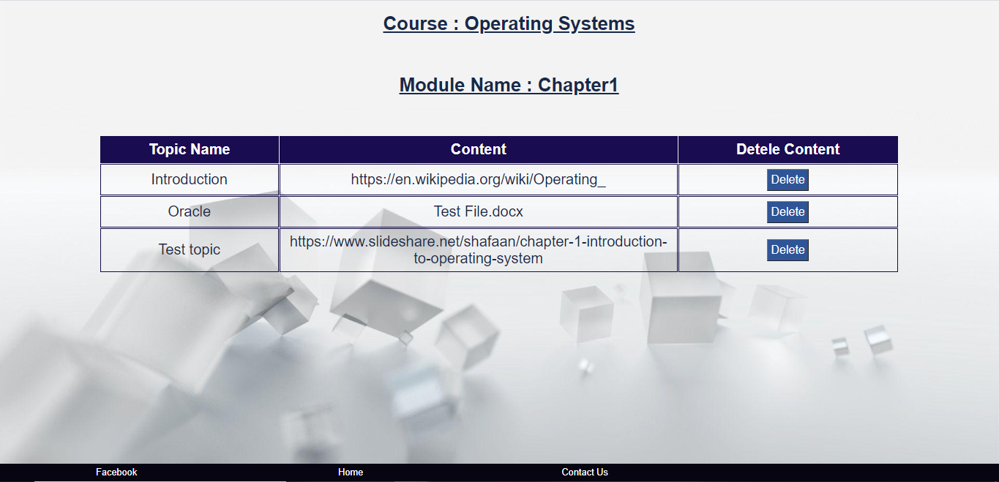 Course : Operating Systems
Module Name : Chapter1
Topic Name Content Detele Content
Introduction https://en.wikipedia.org/wiki/Operating_ Delete
Oracle Test File.docx Delete
Test topic https://www.slideshare.net/shafaan/chapter-1-introduction-
to-operating-system Delete
Facebook Home Contact Us